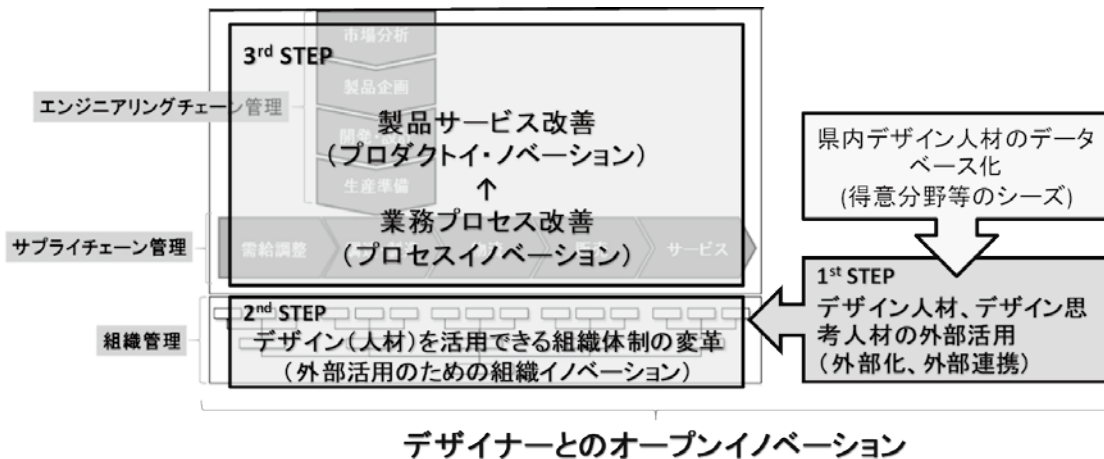 市場分析
3rd STEP
製品企画
エンジニアリングチェーン管理
開発・
製品サービス改善
(プロダクトイ・ノベーション)
生産準備
↑
業務プロセス改善
(プロセスイノベーション)
サプライチェーン管理
需給調整
サービス
県内デザイン人材のデータ
ベース化
(得意分野等のシーズ)
1st STEP
デザイン人材、デザイン思
考人材の外部活用
(外部化、外部連携)
2nd STEP
組織管理
デザイン(人材)を活用できる組織体制の変革
(外部活用のための組織イノベーション)
デザイナーとのオープンイノベーション